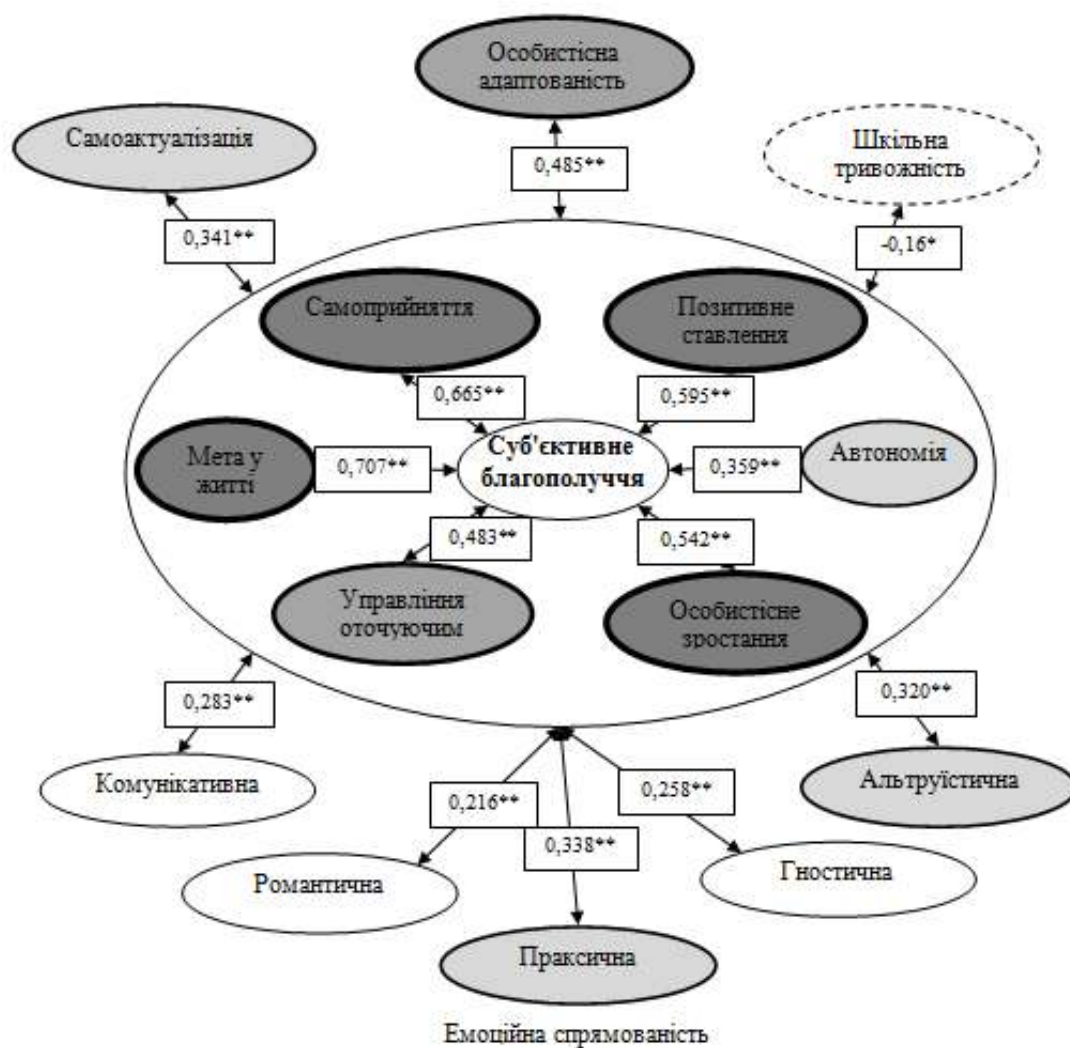 Особистісна
адаптованість
Самоактуалізація
Шкільна
тривожність
0,485**
0,341**
-0,16*
Самоприйняття
Позитивне
ставлення
0,665**
0,595**
Мета у
житті
0,707**
Суб'єктивне
благополуччя
0,359**
Автономія
0,483**
0,542**
Управління
оточуючим
Особистісне
зростання
0,283**
0,320**
Комунікативна
Альтруїстична
0,216**
0,258**
0,338**
Романтична
Гностична
Праксична
Емоційна спрямованість